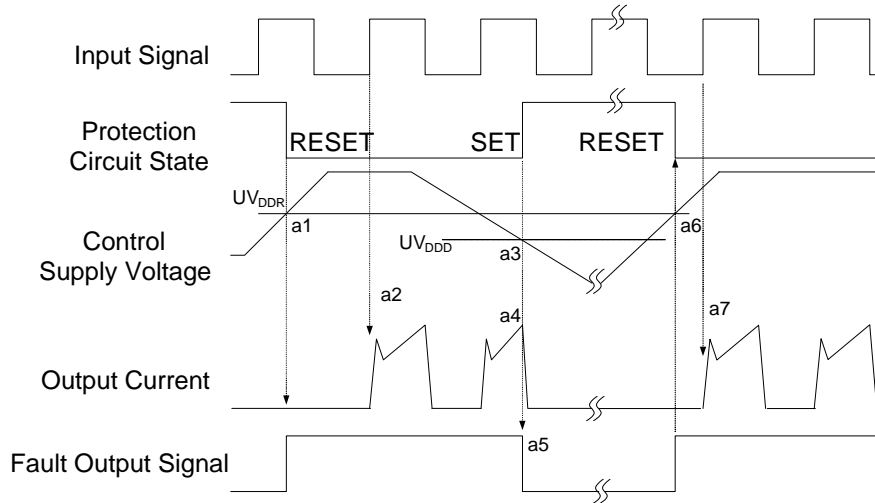 Input Signal
Protection
Circuit State
RESET
SET
RESET
UVDDR
a1
a6
Control
Supply Voltage
UVDDD
a3
a2
a4
a7
Output Current
a5
Fault Output Signal